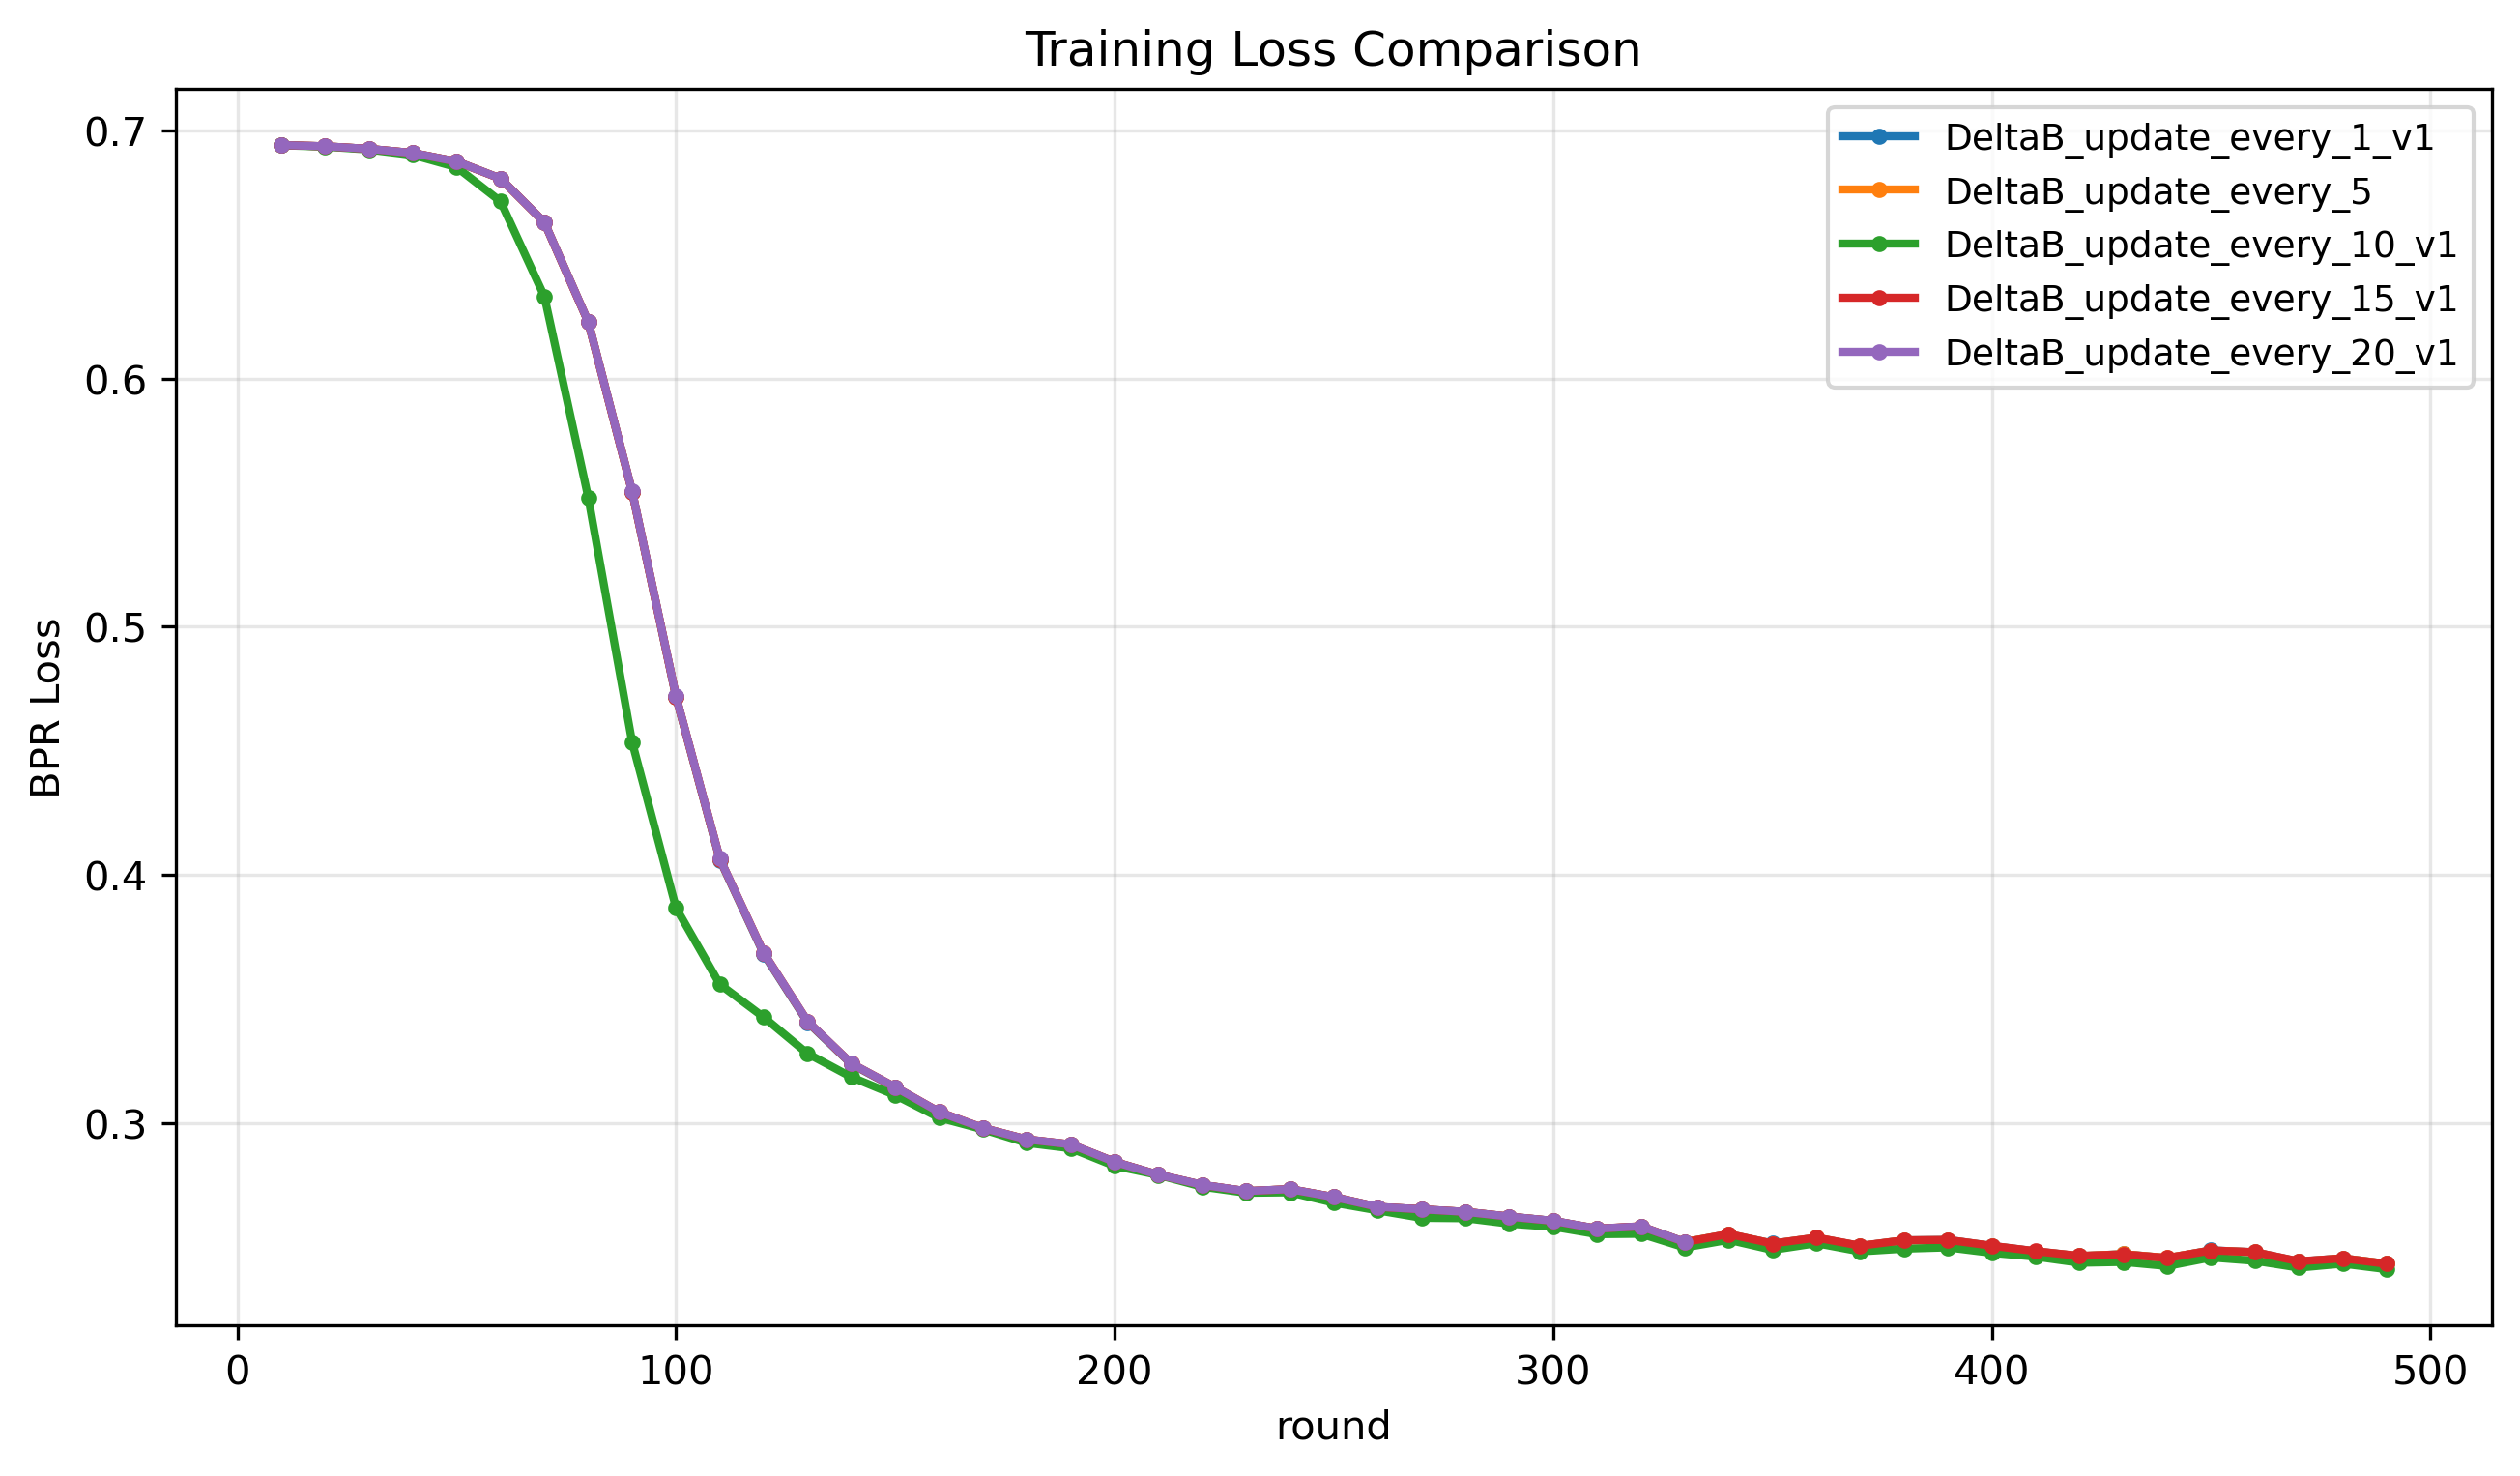 Training Loss Comparison
BPR Loss
0.7
0.6
0.5
0.4
0.3
DeltaB_update_every_1_v1
DeltaB_update_every_5
DeltaB_update_every_10_v1
DeltaB_update_every_15_v1
DeltaB_update_every_20_v1
0 100 200 300 400 500
round